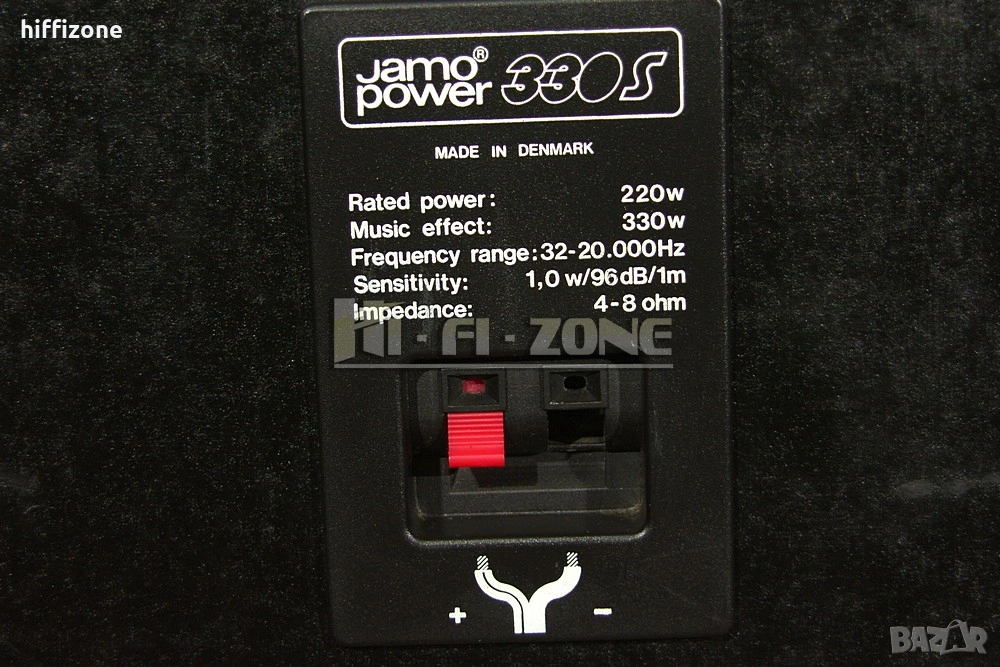 hiffizone
Jamo®
power 330S
MADE IN DENMARK
Rated power: 220w
Music effect: 330w
Frequency range: 32-20.000Hz
Sensitivity: 1,0 w/96dB/1m
Impedance: 4-8 ohm
Hi-Fi-ZONE
+ -
BAZAR